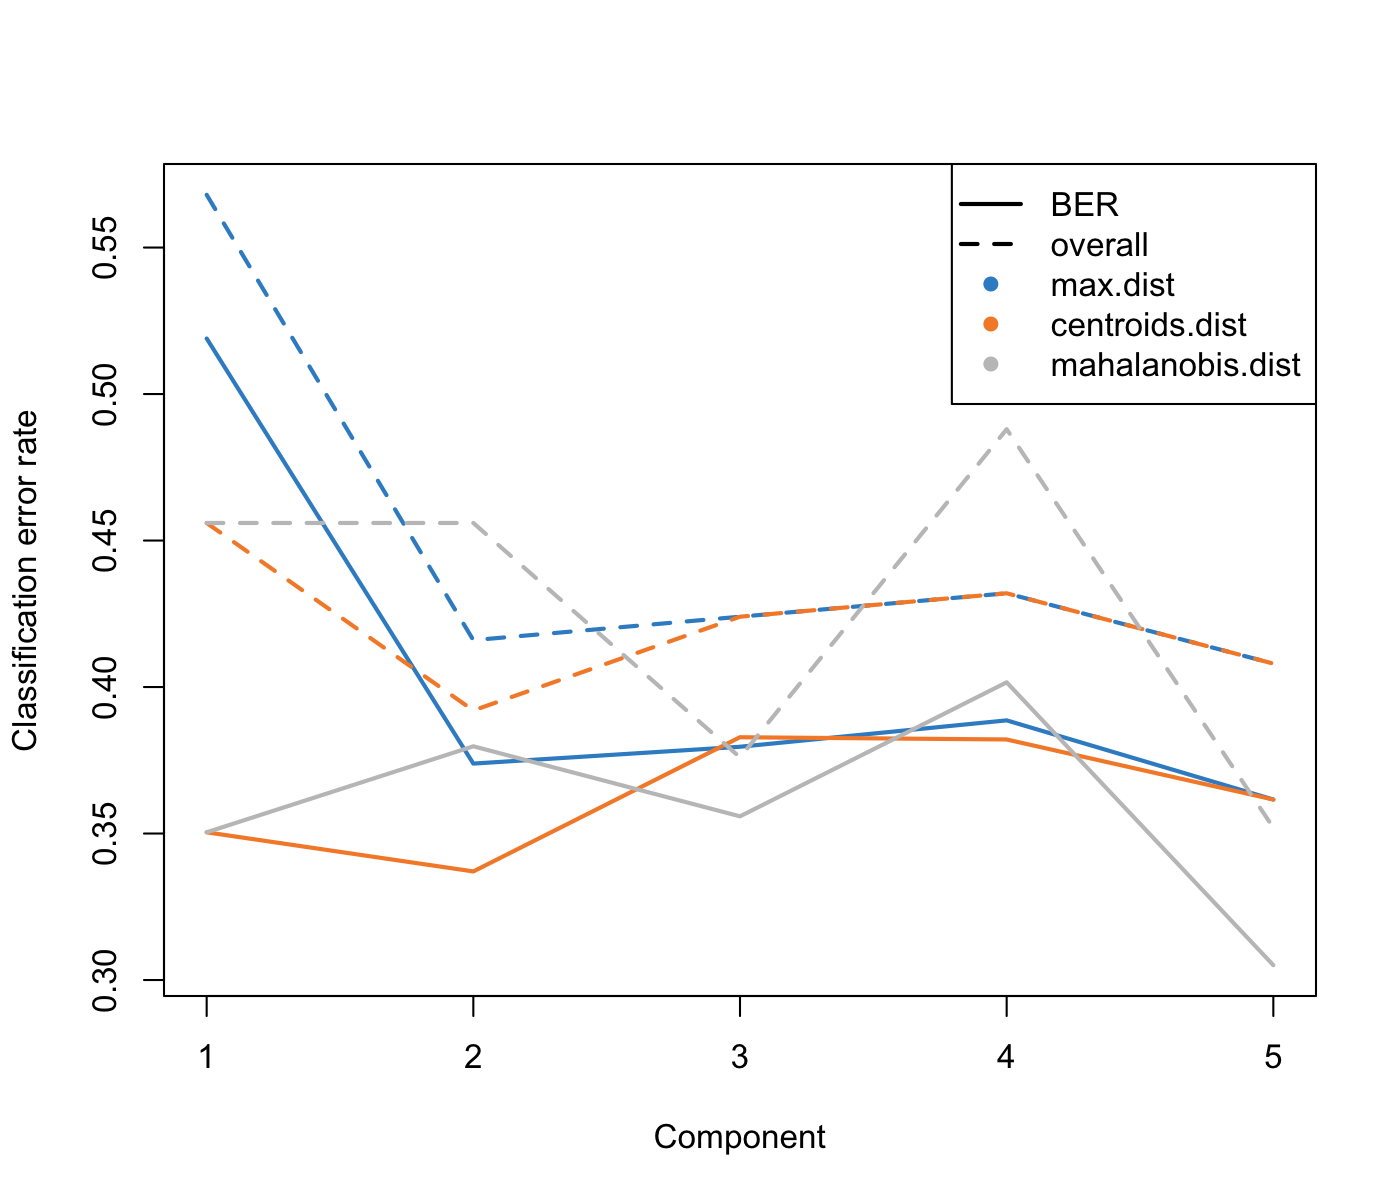 BER
overall
max.dist
centroids.dist
mahalanobis.dist
Classification error rate
0.55
0.50
0.45
0.40
0.35
0.30
1 2 3 4 5
Component